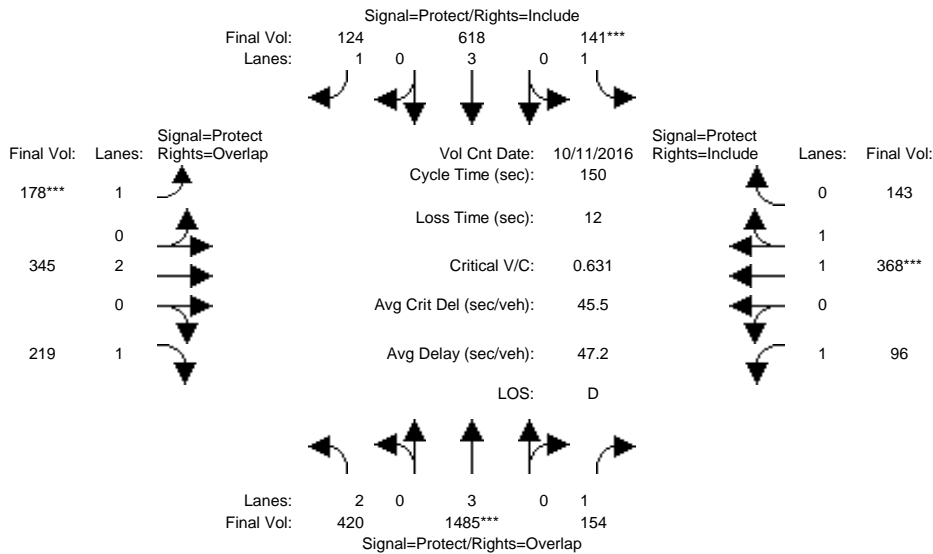 Signal=Protect/Rights=Include
Final Vol: 124 618 141***
Lanes: 1 0 3 0 1
Signal=Protect Signal=Protect
Final Vol: Lanes: Rights=Overlap Vol Cnt Date: 10/11/2016 Rights=Include Lanes: Final Vol:
Cycle Time (sec): 150
178*** 1 0 143
Loss Time (sec): 12
0 1
345 2 Critical V/C: 0.631 1 368***
0 Avg Crit Del (sec/veh): 45.5 0
219 1 Avg Delay (sec/veh): 47.2 1 96
LOS: D
Lanes: 2 0 3 0 1
Final Vol: 420 1485*** 154
Signal=Protect/Rights=Overlap